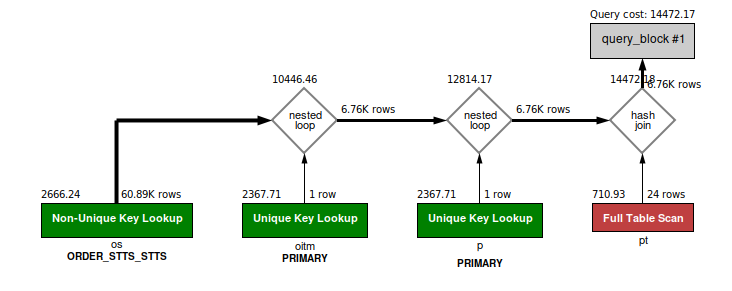 Query cost: 14472.17
query_block #1
10446.46
12814.17
14472.18
6.76K rows
nested
loop
6.76K rows
nested
loop
6.76K rows
hash
join
2666.24
60.89K rows
2367.71
1 row
2367.71
1 row
710.93
24 rows
Non-Unique Key Lookup
Unique Key Lookup
Unique Key Lookup
Full Table Scan
os
oitm
p
pt
ORDER_STTS_STTS
PRIMARY
PRIMARY